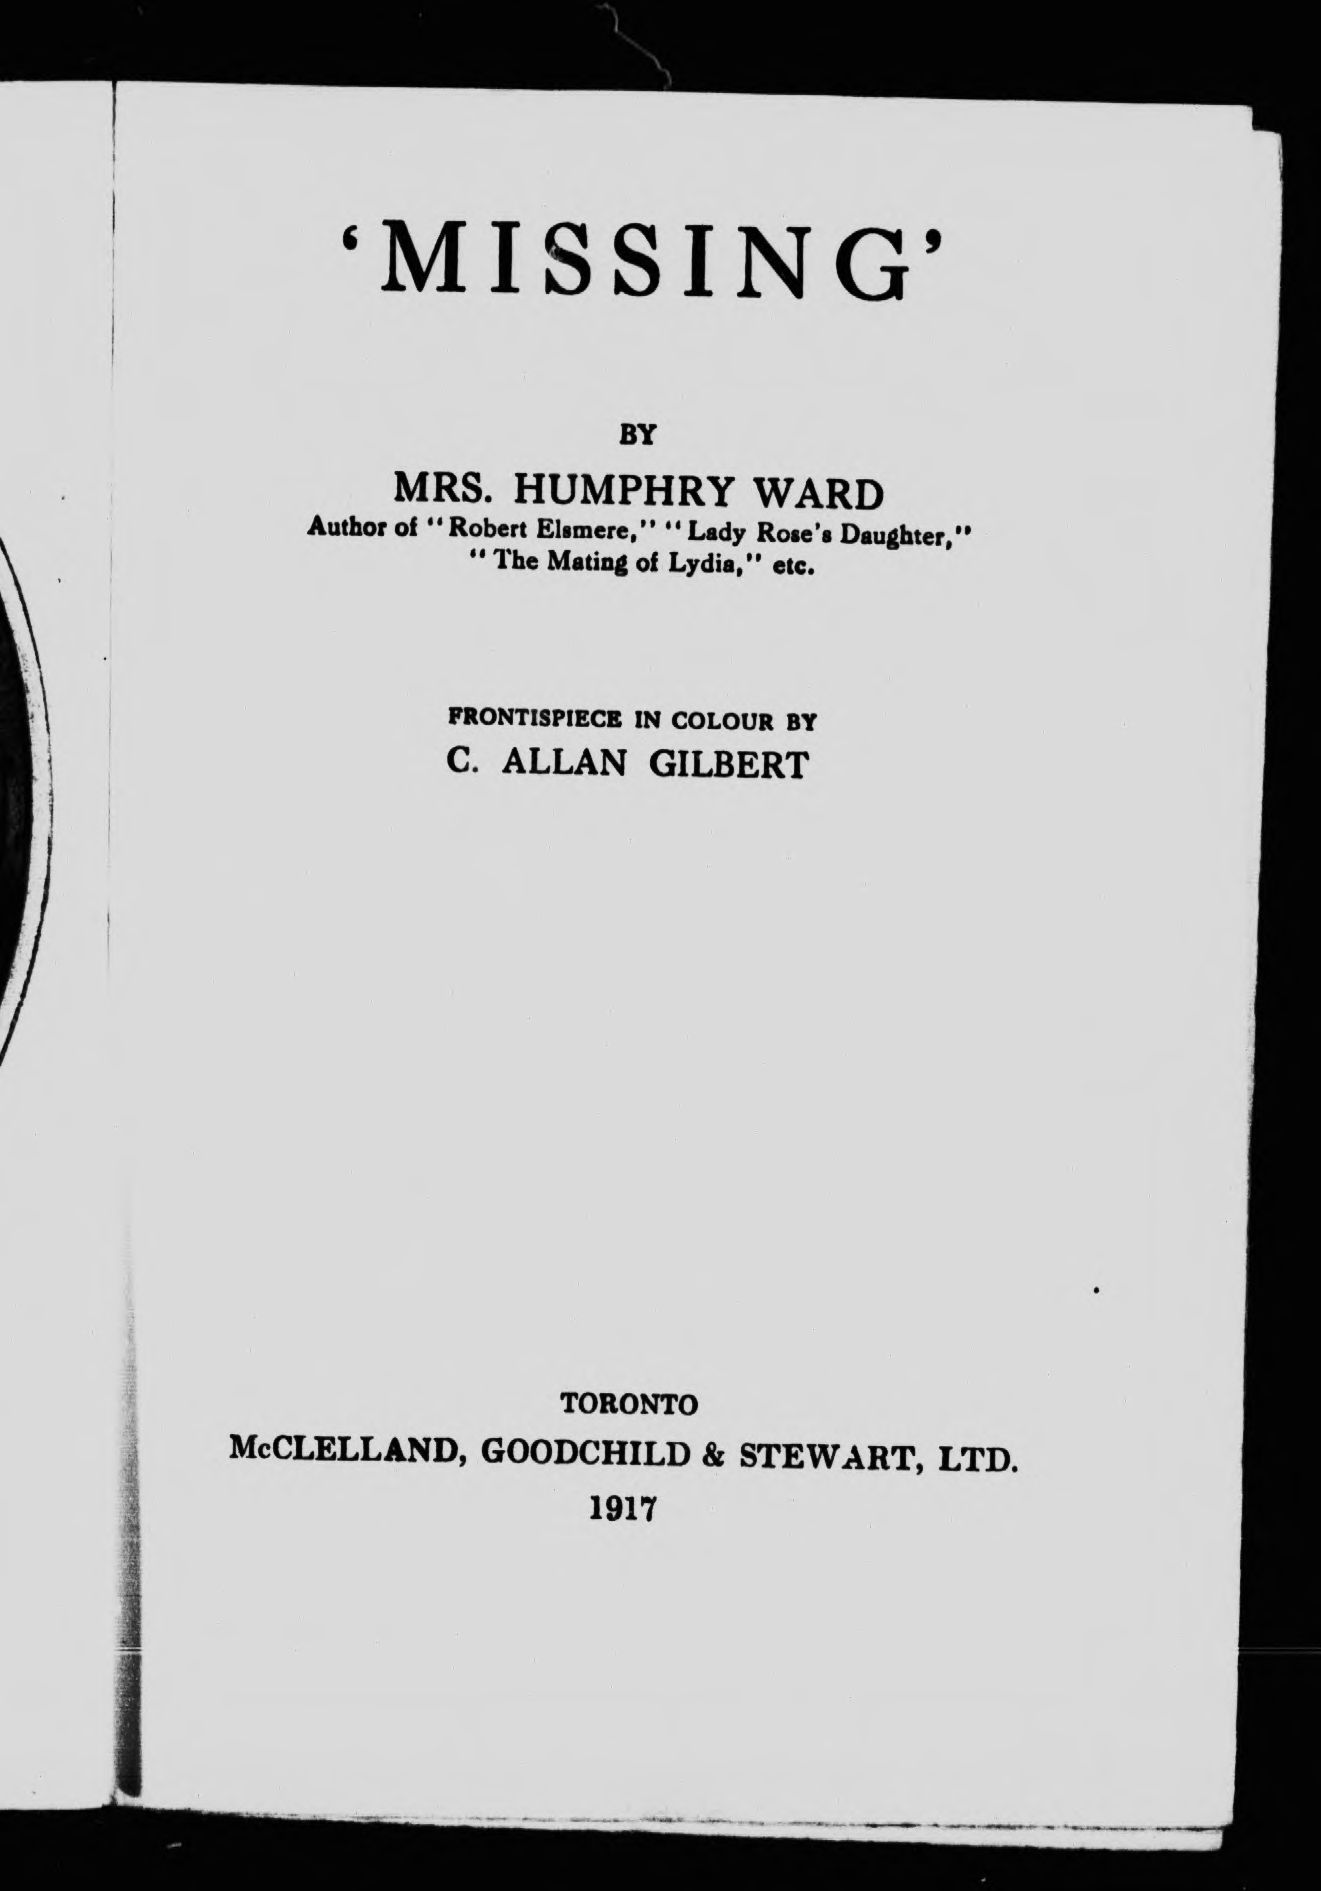 ‘MISSING’
BY
MRS. HUMPHRY WARD
Author of “Robert Elsmere,” “Lady Rose's Daughter,”
“The Mating of Lydia,” etc.
FRONTISPIECE IN COLOUR BY
C. ALLAN GILBERT
TORONTO
McCLELLAND, GOODCHILD & STEWART, LTD.
1917